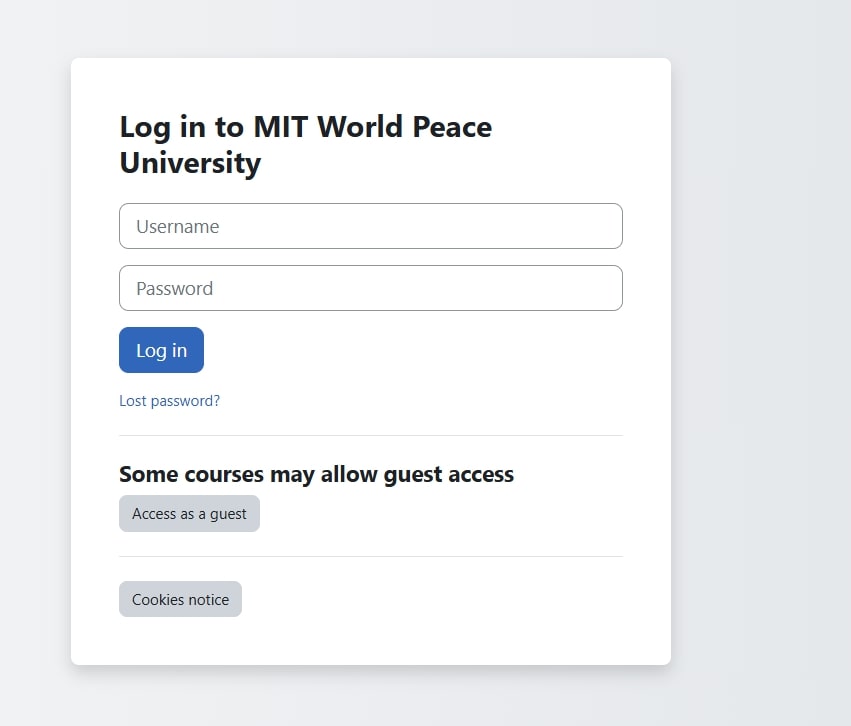 Log in to MIT World Peace
University
Username
Password
Log in
Lost password?
Some courses may allow guest access
Access as a guest
Cookies notice